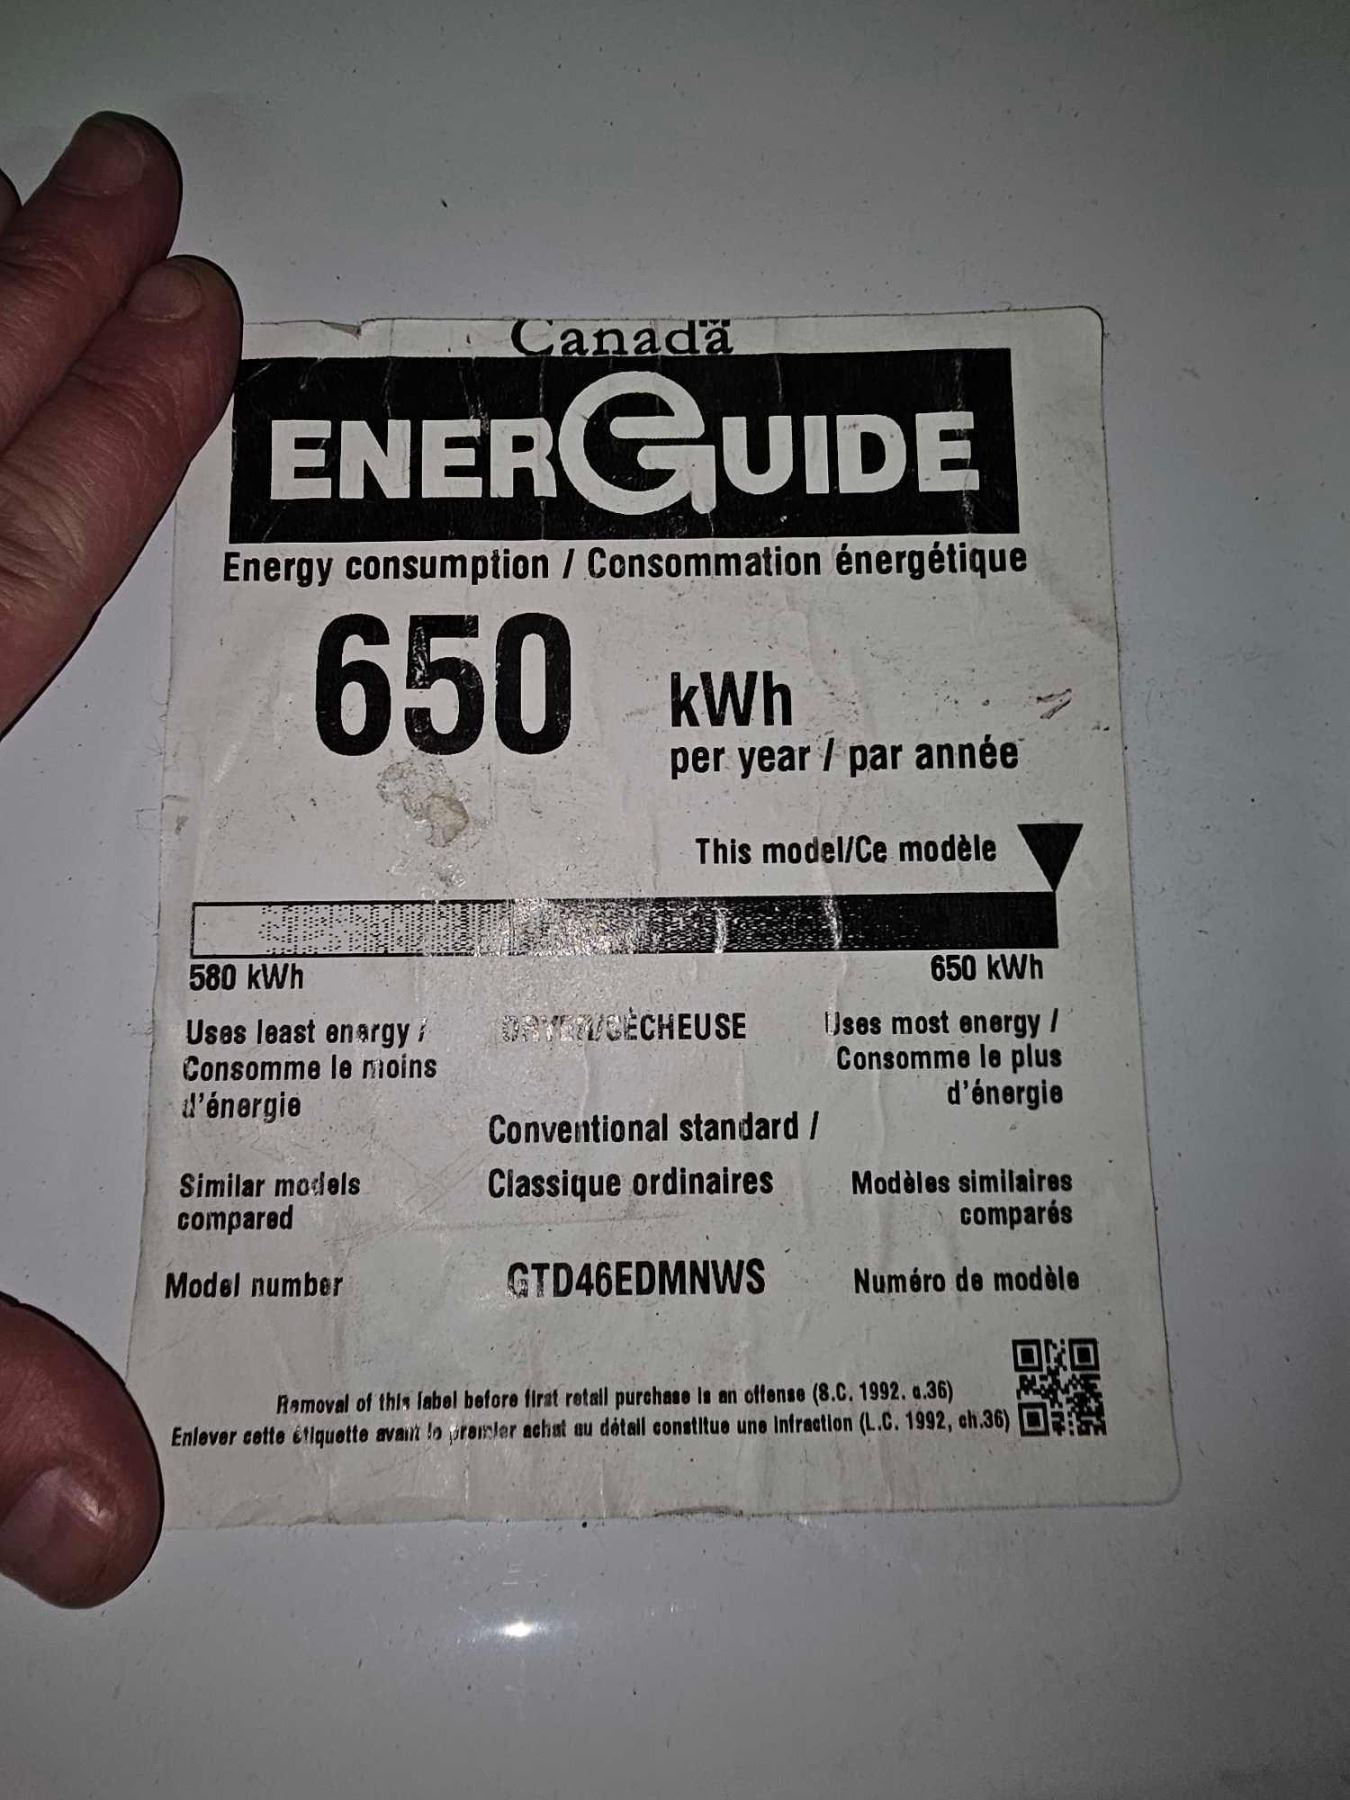 Canada
ENERGUIDE
Energy consumption / Consommation énergétique
650 kWh
per year / par année
This model/Ce modèle
580 kWh 650 kWh
Uses least energy / DRYER/SÈCHEUSE Uses most energy /
Consomme le moins Consomme le plus
d'énergie d'énergie
Conventional standard /
Similar models Classique ordinaires Modèles similaires
compared comparés
Model number GTD46EDMNWS Numéro de modèle
Removal of this label before first retail purchase is an offense (S.C. 1992. c.36)
Enlever cette étiquette avant le premier achat au détail constitue une infraction (L.C. 1992, ch.36)